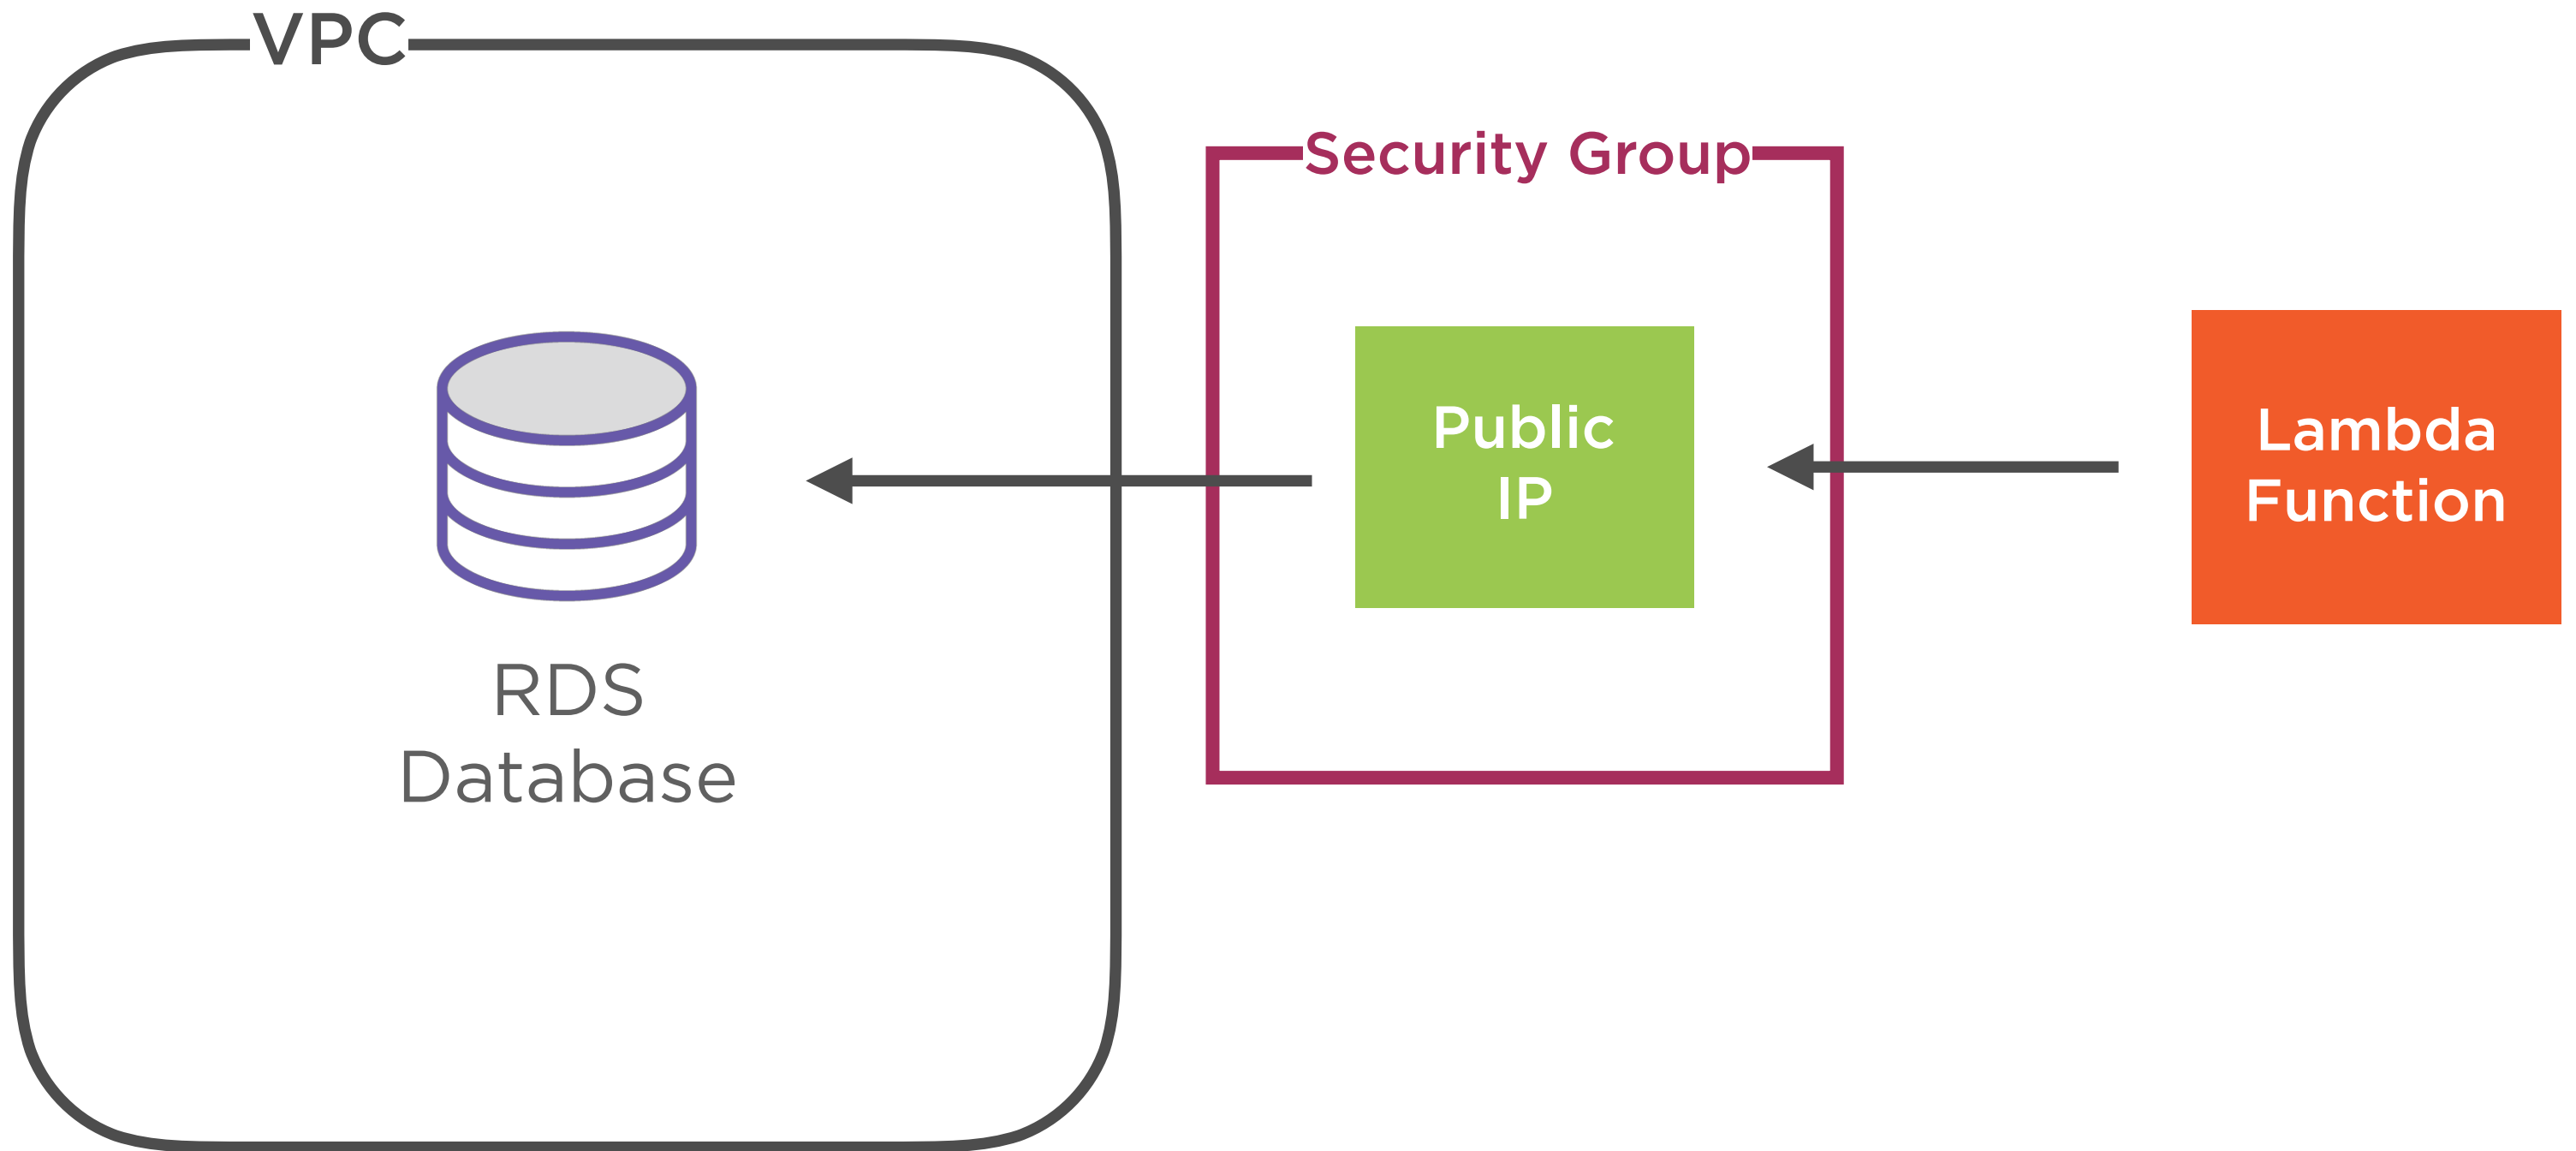 VPC
Security Group
Public
IP
Lambda
Function
RDS
Database